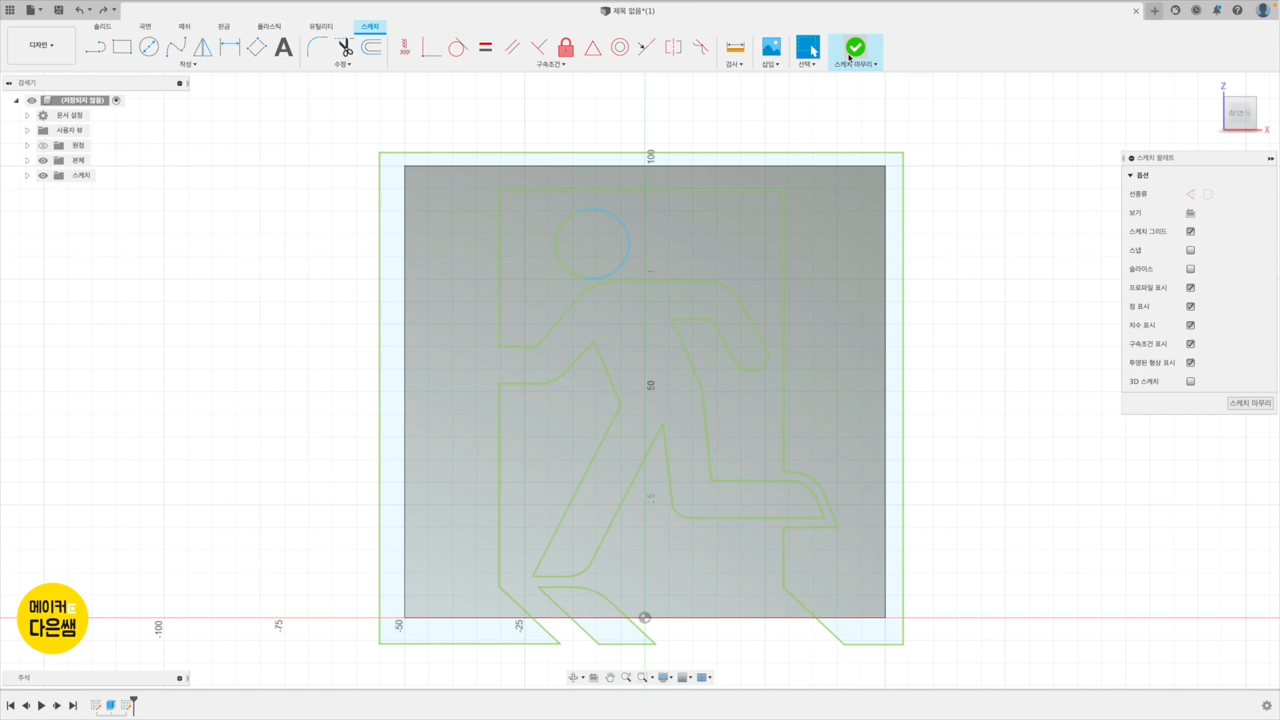 제목 없음*(1)
솔리드 곡면 메쉬 판금 플라스틱 유틸리티 스케치
디자인
작성 수정 구속조건 검사 삽입 선택 스케치 마무리
검색기
(저장되지 않음)
문서 설정
사용자 뷰
원점
본체
스케치
Z
X
스케치 팔레트
옵션
선종류
보기
스케치 그리드
스냅
슬라이스
프로파일 표시
점 표시
치수 표시
구속조건 표시
투영된 형상 표시
3D 스케치
스케치 마무리
100
50
-100
-75
-50
-25
메이커
다은쌤
주석